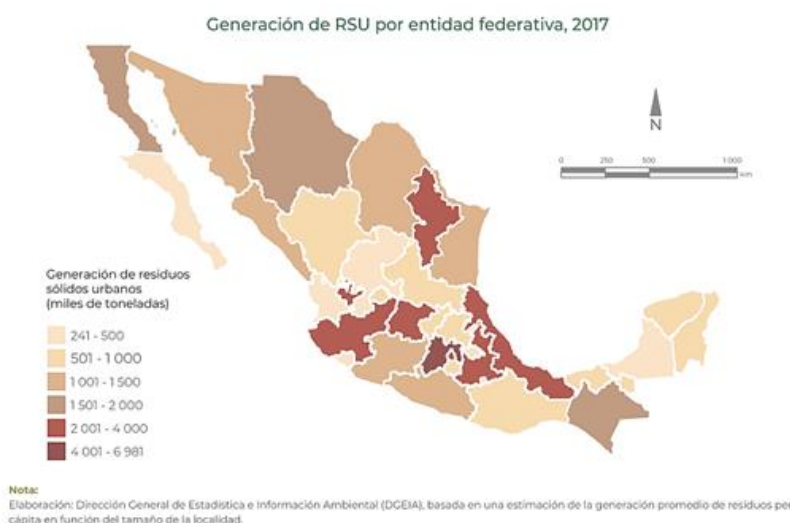 Generación de RSU por entidad federativa, 2017
N
0 250 500 1 000
km
Generación de residuos
sólidos urbanos
(miles de toneladas)
241 - 500
501 - 1 000
1 001 - 1 500
1 501 - 2 000
2 001 - 4 000
4 001 - 6 981
Nota:
Elaboración: Dirección General de Estadística e Información Ambiental (DGEIA), basada en una estimación de la generación promedio de residuos per
cápita en función del tamaño de la localidad.